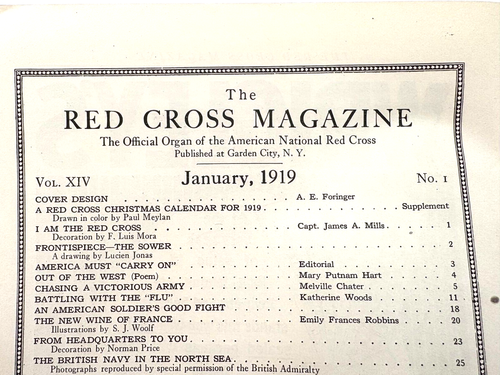 The
RED CROSS MAGAZINE
The Official Organ of the American National Red Cross
Published at Garden City, N. Y.
VOL. XIV January, 1919 No. 1
COVER DESIGN . . . . . . . . . . . . . . . A. E. Foringer
A RED CROSS CHRISTMAS CALENDAR FOR 1919 . . . . . . . . . . . . . Supplement
Drawn in color by Paul Meylan
I AM THE RED CROSS . . . . . . . . . . . . Capt. James A. Mills . . . . . 1
Decoration by F. Luis Mora
FRONTISPIECE—THE SOWER . . . . . . . . . . . . . . . . . . . 2
A drawing by Lucien Jonas
AMERICA MUST "CARRY ON" . . . . . . . . . . Editorial . . . . . . . . 3
OUT OF THE WEST (Poem) . . . . . . . . . . Mary Putnam Hart . . . . . 4
CHASING A VICTORIOUS ARMY . . . . . . . . . Melville Chater . . . . . . 5
BATTLING WITH THE "FLU" . . . . . . . . . . Katherine Woods . . . . . 11
AN AMERICAN SOLDIER'S GOOD FIGHT . . . . . . . . . . . . . . . . 18
THE NEW WINE OF FRANCE . . . . . . . . . . Emily Frances Robbins . . . 20
Illustrations by S. J. Woolf
FROM HEADQUARTERS TO YOU . . . . . . . . . . . . . . . . . . . 23
Decoration by Norman Price
THE BRITISH NAVY IN THE NORTH SEA . . . . . . . . . . . . . . . . 25
Photographs reproduced by special permission of the British Admiralty